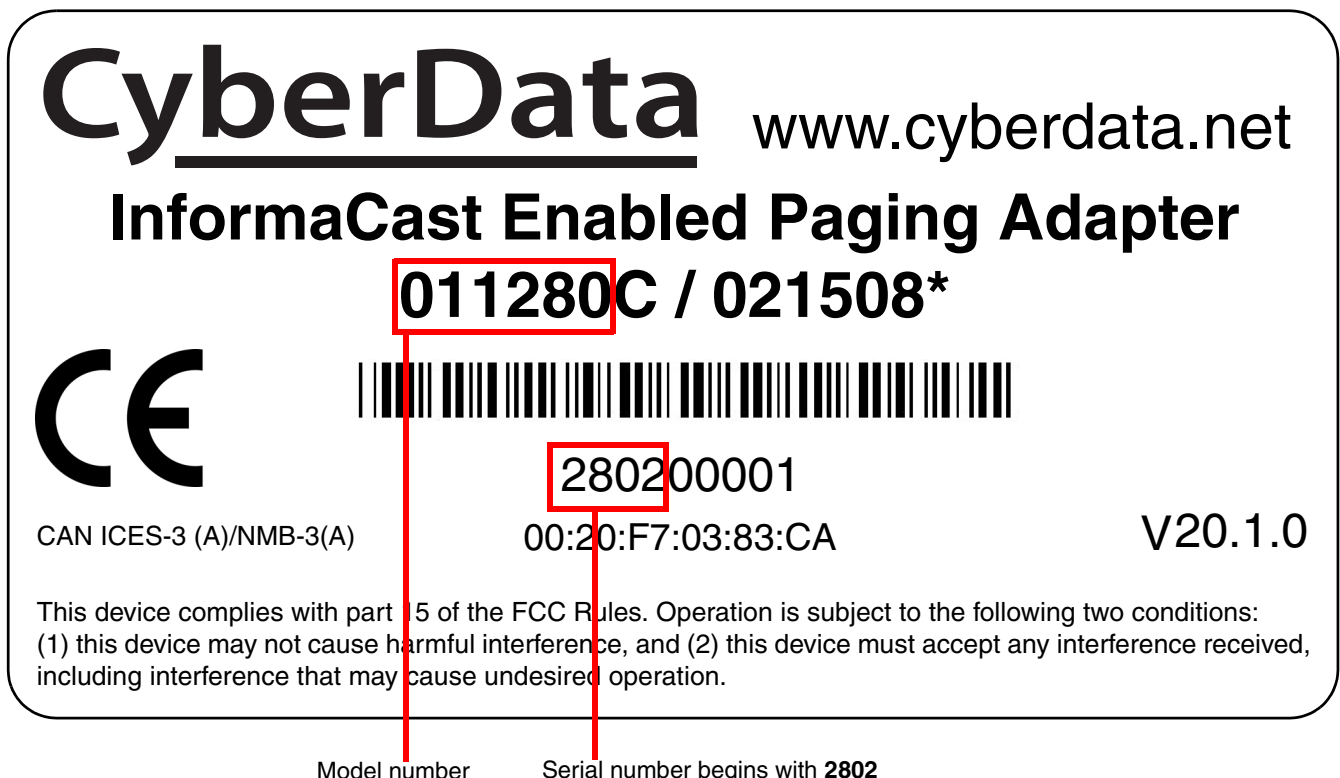 CyberData www.cyberdata.net
InformaCast Enabled Paging Adapter
011280C / 021508*
CE
280200001
CAN ICES-3 (A)/NMB-3(A) 00:20:F7:03:83:CA V20.1.0
This device complies with part 15 of the FCC Rules. Operation is subject to the following two conditions:
(1) this device may not cause harmful interference, and (2) this device must accept any interference received,
including interference that may cause undesired operation.
Model number Serial number begins with 2802